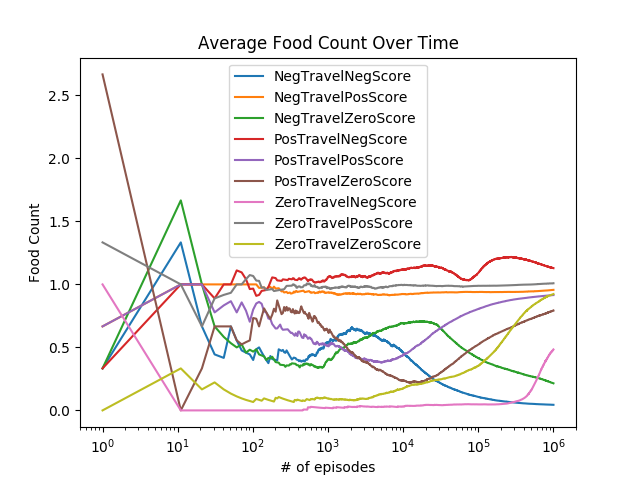 Average Food Count Over Time
NegTravelNegScore
NegTravelPosScore
NegTravelZeroScore
PosTravelNegScore
PosTravelPosScore
PosTravelZeroScore
ZeroTravelNegScore
ZeroTravelPosScore
ZeroTravelZeroScore
Food Count
2.5
2.0
1.5
1.0
0.5
0.0
10⁰ 10¹ 10² 10³ 10⁴ 10⁵ 10⁶
# of episodes